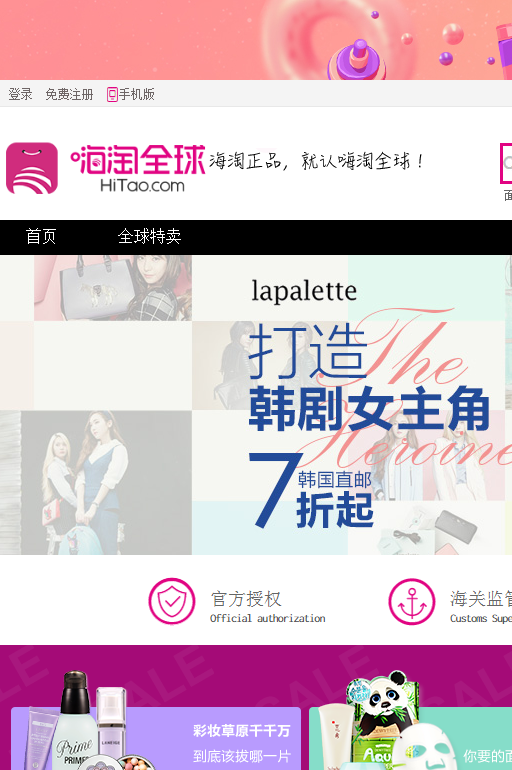 登录 免费注册 手机版
嗨淘全球
HiTao.com
海淘正品，就认嗨淘全球！
首页 全球特卖
lapalette
打造
The
韩剧女主角
Heroine
7
韩国直邮
折起
官方授权
Official authorization
海关监管
Customs Supe
彩妆草原千千万
到底该拔哪一片
你要的面
Prime
PRIMER